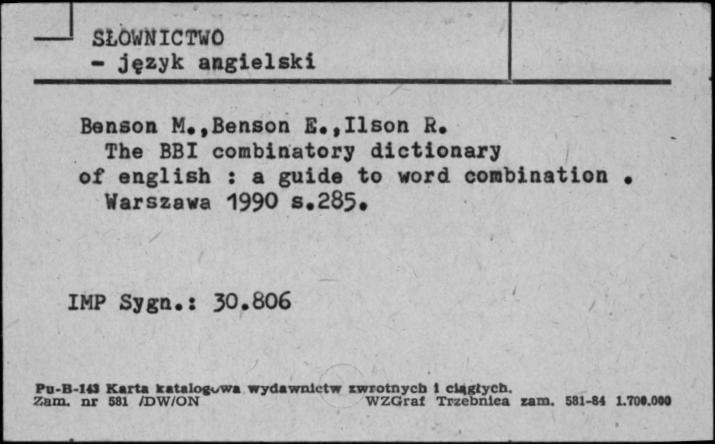 SŁOWNICTWO
- język angielski
Benson M.,Benson E.,Ilson R.
The BBI combinatory dictionary
of english : a guide to word combination .
Warszawa 1990 s.285.
IMP Sygn.: 30.806
Pu-B-143 Karta katalogowa wydawnictw zwrotnych i ciągłych.
Zam. nr 581 /DW/ON WZGraf Trzebnica zam. 581-84 1.700.000